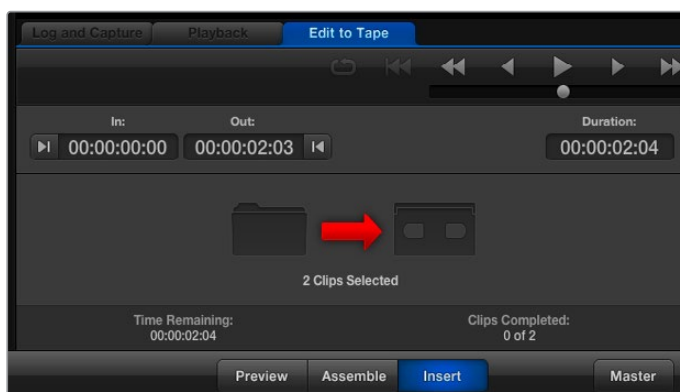 Log and Capture Playback Edit to Tape
In: Out: Duration:
00:00:00:00 00:00:02:03 00:00:02:04
2 Clips Selected
Time Remaining: Clips Completed:
00:00:02:04 0 of 2
Preview Assemble Insert Master